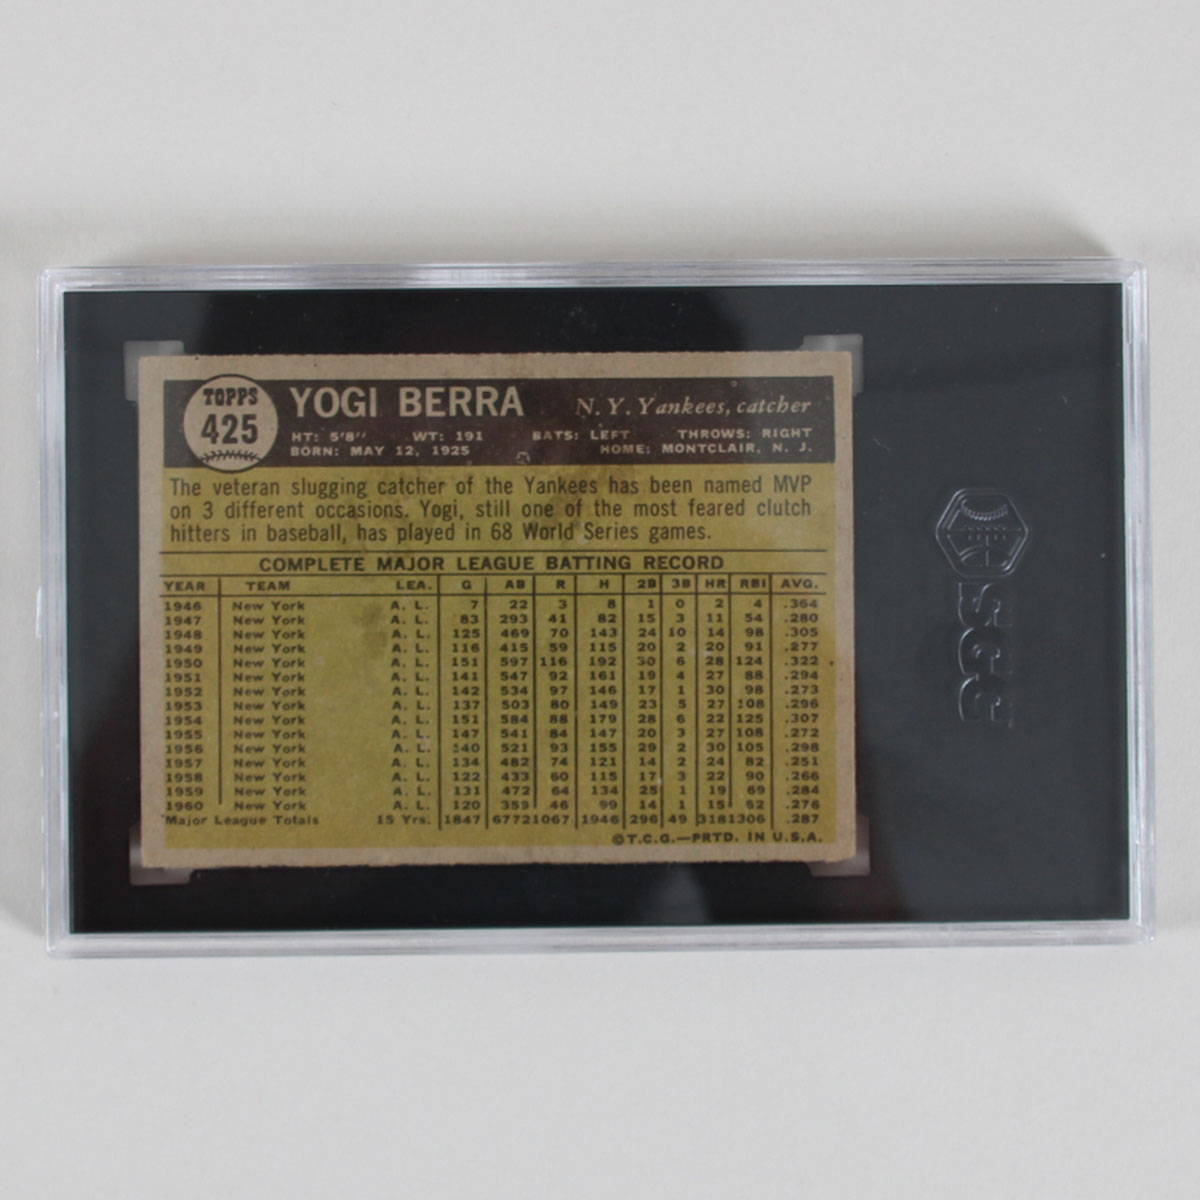 TOPPS
425
YOGI BERRA
N. Y. Yankees, catcher
HT: 5'8" WT: 191 BATS: LEFT THROWS: RIGHT
BORN: MAY 12, 1925 HOME: MONTCLAIR, N. J.
The veteran slugging catcher of the Yankees has been named MVP
on 3 different occasions. Yogi, still one of the most feared clutch
hitters in baseball, has played in 68 World Series games.
COMPLETE MAJOR LEAGUE BATTING RECORD
YEAR TEAM LEA. G AB R H 2B 3B HR RBI AVG.
1946 New York A. L. 7 22 3 8 1 0 2 4 .364
1947 New York A. L. 83 293 41 82 15 3 11 54 .280
1948 New York A. L. 125 469 70 143 24 10 14 98 .305
1949 New York A. L. 116 415 59 115 20 2 20 91 .277
1950 New York A. L. 151 597 116 192 30 6 28 124 .322
1951 New York A. L. 141 547 92 161 19 4 27 88 .294
1952 New York A. L. 142 534 97 146 17 1 30 98 .273
1953 New York A. L. 137 503 80 149 23 5 27 108 .296
1954 New York A. L. 151 584 88 179 28 6 22 125 .307
1955 New York A. L. 147 541 84 147 20 3 27 108 .272
1956 New York A. L. 140 521 93 155 29 2 30 105 .298
1957 New York A. L. 134 482 74 121 14 2 24 82 .251
1958 New York A. L. 122 433 60 115 17 3 22 90 .266
1959 New York A. L. 131 472 64 134 25 1 19 69 .284
1960 New York A. L. 120 359 46 99 14 1 15 62 .276
Major League Totals 15 Yrs. 1847 6772 1067 1946 296 49 318 1306 .287
©T.C.G.—PRTD. IN U.S.A.
SGC